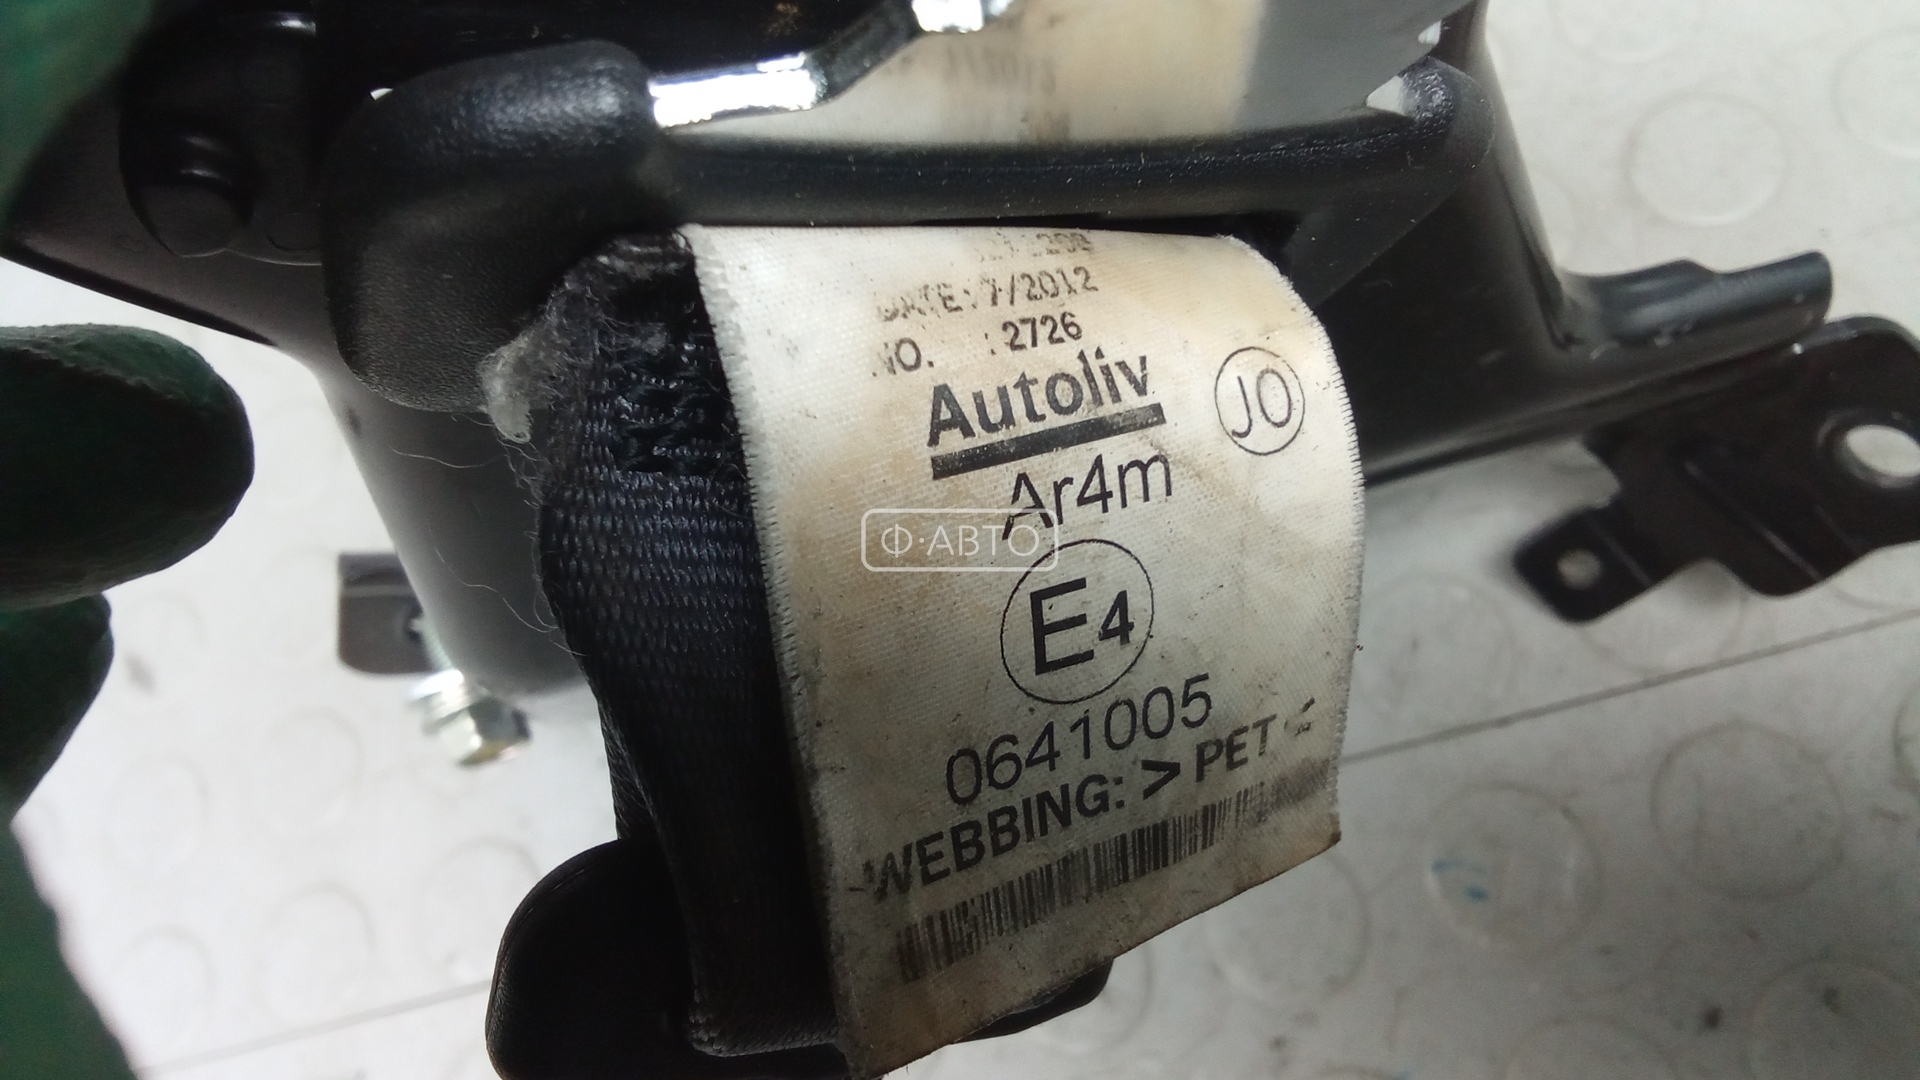 DATE: 7/2012
NO. : 2726
Autoliv
JO
Ar4m
Ф·АВТО
E4
0641005
WEBBING: > PET <